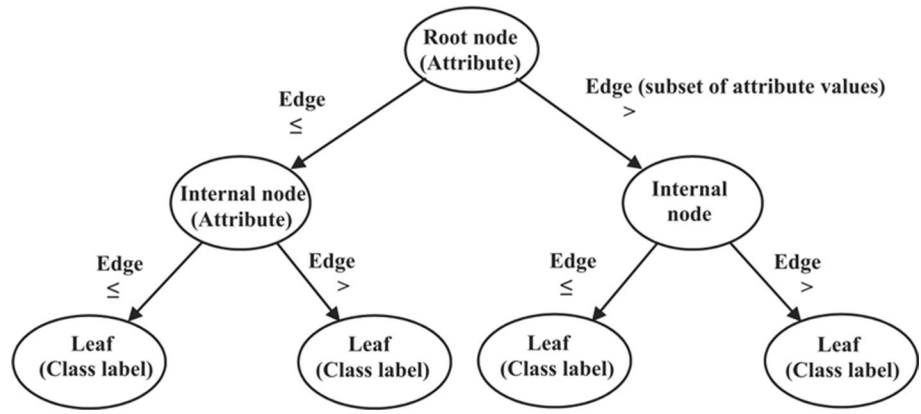 Root node
(Attribute)
Edge
≤
Edge (subset of attribute values)
>
Internal node
(Attribute)
Internal
node
Edge
≤
Edge
>
Edge
≤
Edge
>
Leaf
(Class label)
Leaf
(Class label)
Leaf
(Class label)
Leaf
(Class label)